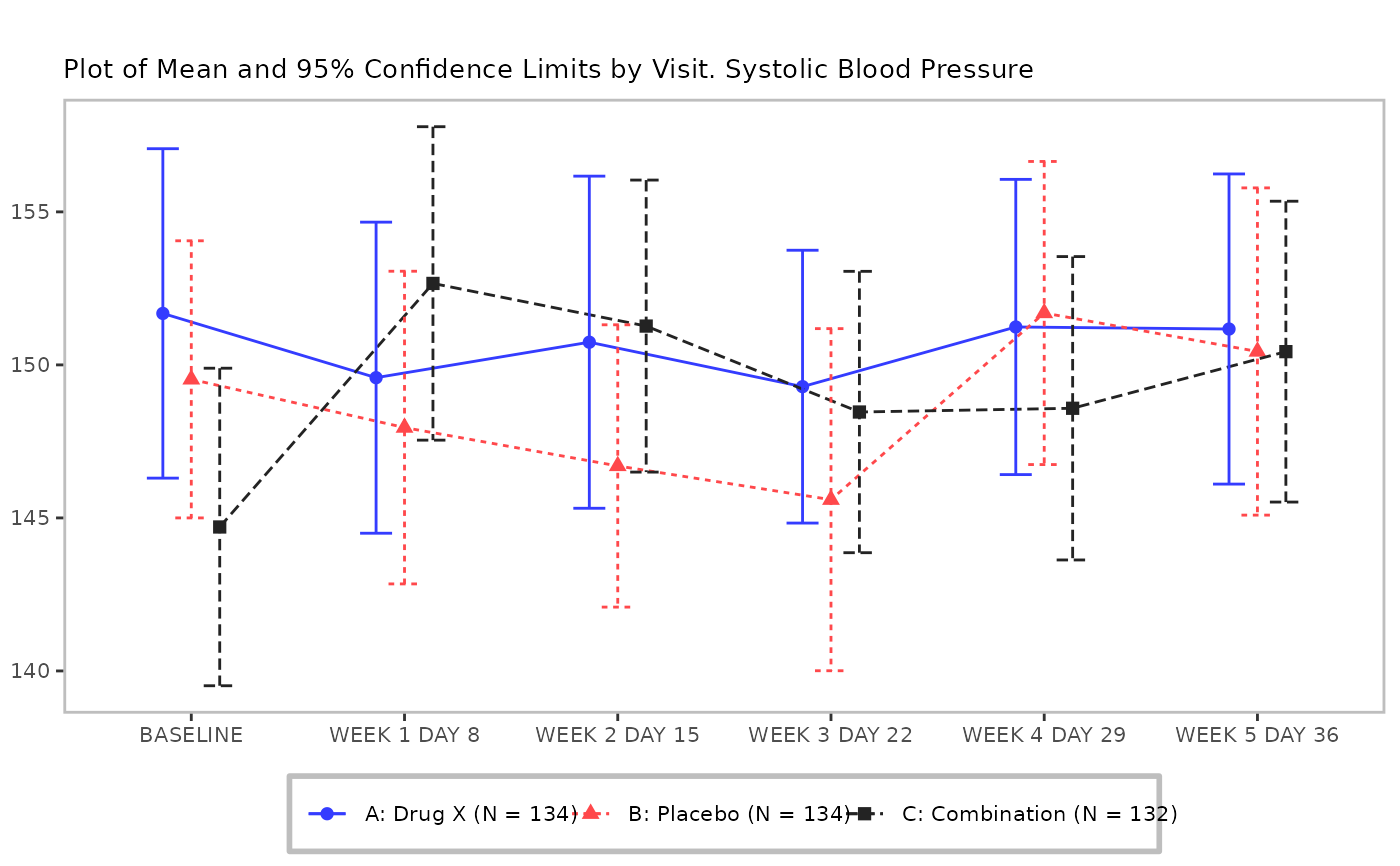 Plot of Mean and 95% Confidence Limits by Visit. Systolic Blood Pressure
155
150
145
140
BASELINE WEEK 1 DAY 8 WEEK 2 DAY 15 WEEK 3 DAY 22 WEEK 4 DAY 29 WEEK 5 DAY 36
A: Drug X (N = 134) B: Placebo (N = 134) C: Combination (N = 132)